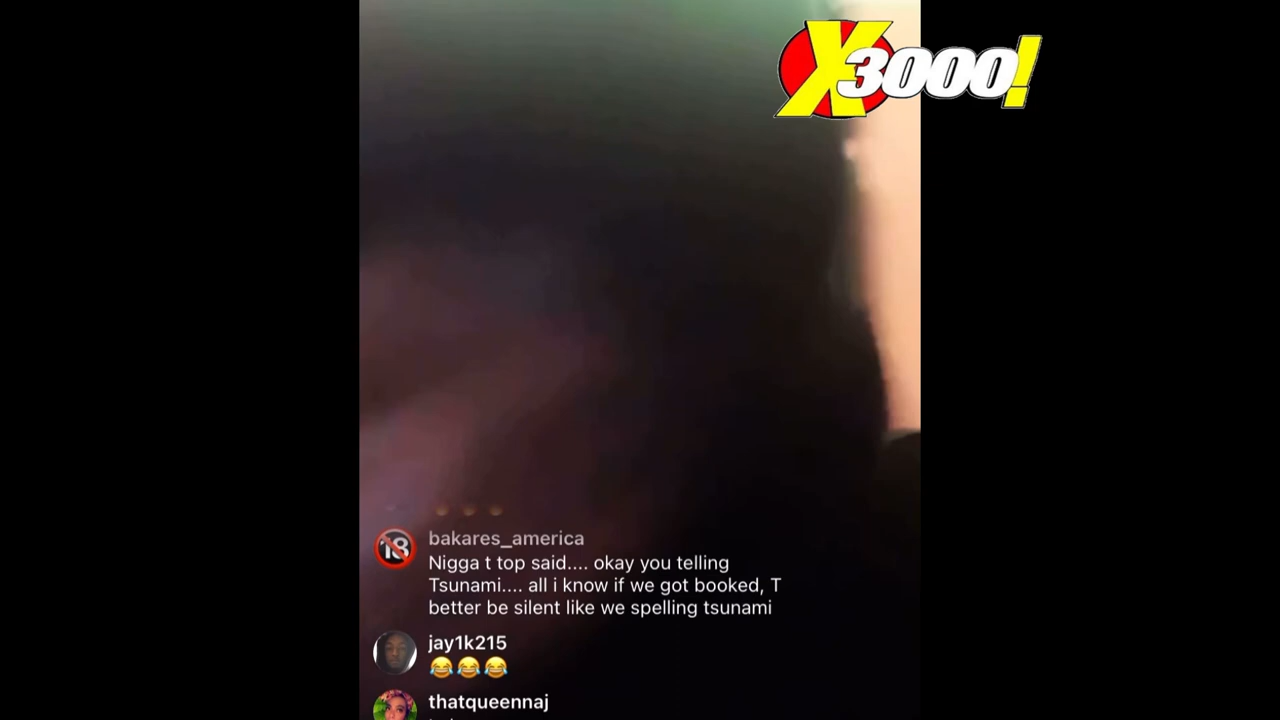 X3000!
bakares_america
Nigga t top said.... okay you telling
Tsunami.... all i know if we got booked, T
better be silent like we spelling tsunami
jay1k215
😂😂😂
thatqueennaj